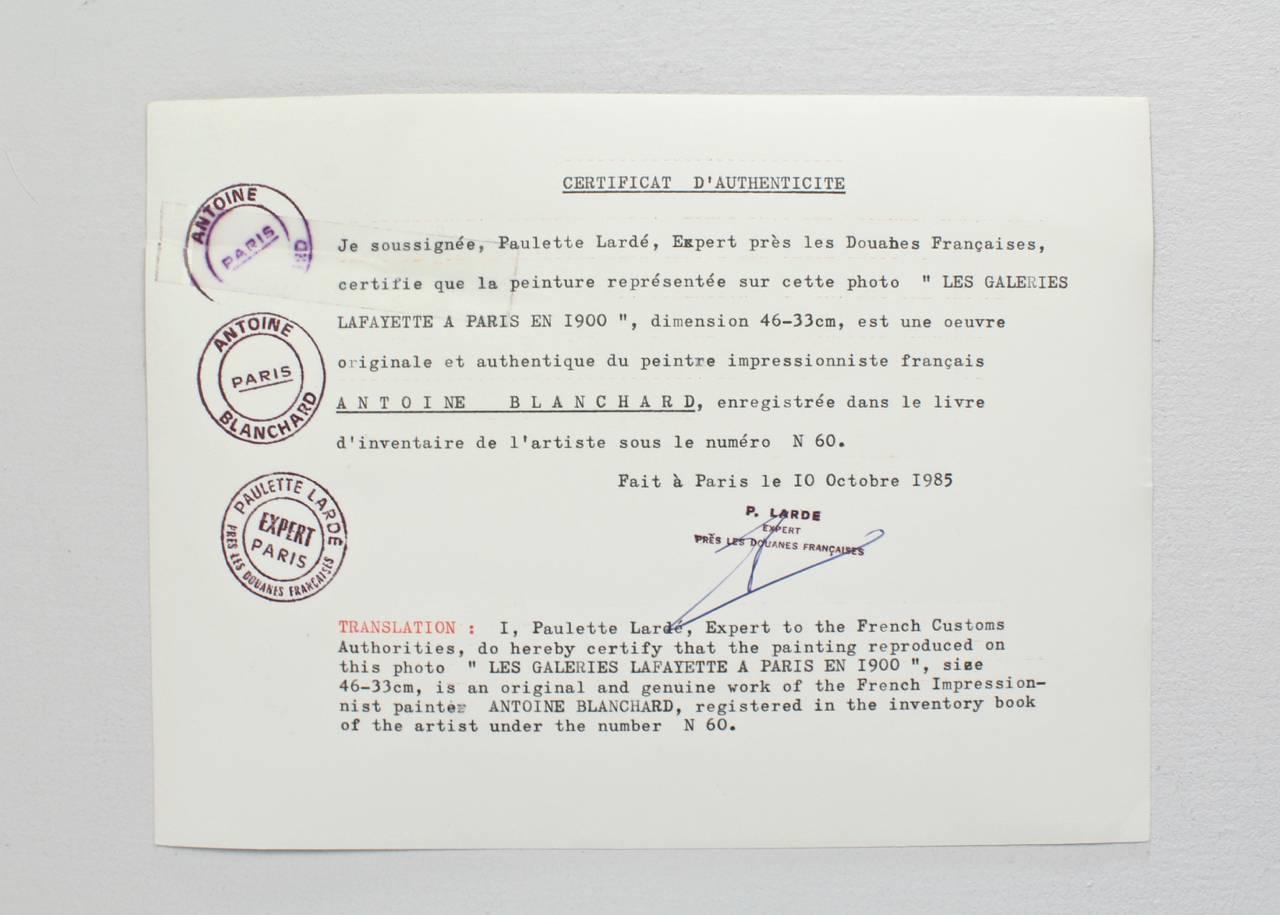 CERTIFICAT D'AUTHENTICITE
ANTOINE
PARIS
Je soussignée, Paulette Lardé, Expert près les Douahes Françaises,
certifie que la peinture représentée sur cette photo " LES GALERIES
LAFAYETTE A PARIS EN I900 ", dimension 46-33cm, est une oeuvre
originale et authentique du peintre impressionniste français
A N T O I NE B L A N C H A R D, enregistrée dans le livre
d'inventaire de l'artiste sous le numéro N 60.
ANTOINE
PARIS
BLANCHARD
Fait à Paris le IO Octobre I985
P. LARDE
EXPERT
PRÈS LES DOUANES FRANÇAISES
PAULETTE LARDÉ
EXPERT
PARIS
PRÈS LES DOUANES FRANÇAISES
TRANSLATION : I, Paulette Lardé, Expert to the French Customs
Authorities, do hereby certify that the painting reproduced on
this photo " LES GALERIES LAFAYETTE A PARIS EN I900 ", size
46-33cm, is an original and genuine work of the French Impression-
nist painter ANTOINE BLANCHARD, registered in the inventory book
of the artist under the number N 60.